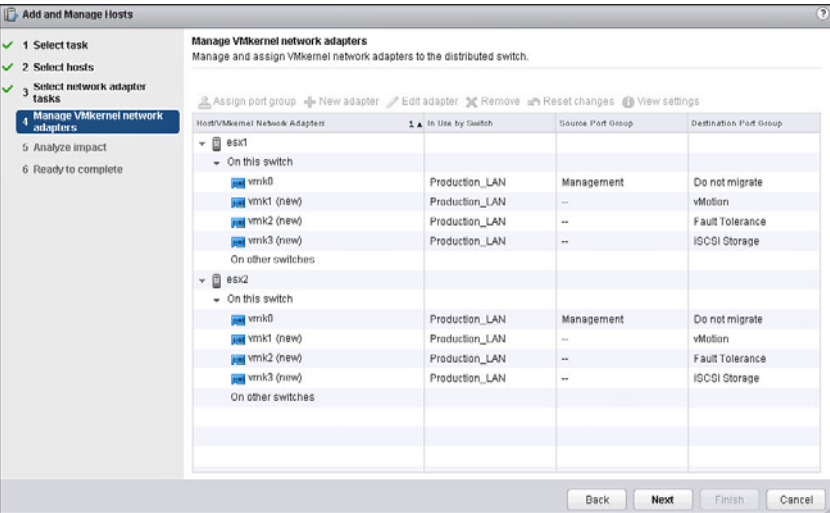 Add and Manage Hosts
?
1 Select task
2 Select hosts
3 Select network adapter
tasks
4 Manage VMkernel network
adapters
5 Analyze impact
6 Ready to complete
Manage VMkernel network adapters
Manage and assign VMkernel network adapters to the distributed switch.
Assign port group New adapter Edit adapter Remove Reset changes View settings
Host/VMkernel Network Adapters 1 ▲ In Use by Switch Source Port Group Destination Port Group
esx1
On this switch
vmk0 Production_LAN Management Do not migrate
vmk1 (new) Production_LAN -- vMotion
vmk2 (new) Production_LAN -- Fault Tolerance
vmk3 (new) Production_LAN -- iSCSI Storage
On other switches
esx2
On this switch
vmk0 Production_LAN Management Do not migrate
vmk1 (new) Production_LAN -- vMotion
vmk2 (new) Production_LAN -- Fault Tolerance
vmk3 (new) Production_LAN -- iSCSI Storage
On other switches
Back Next Finish Cancel